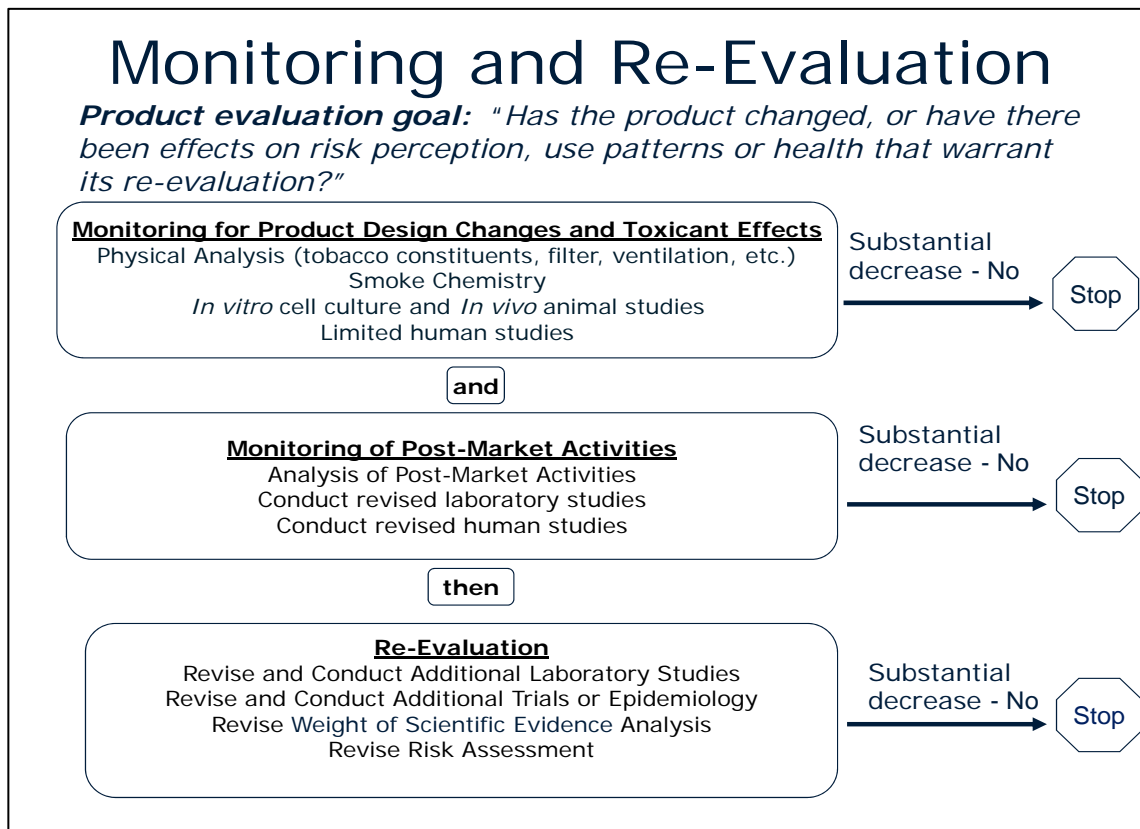 Monitoring and Re-Evaluation
Product evaluation goal: "Has the product changed, or have there
been effects on risk perception, use patterns or health that warrant
its re-evaluation?"
Monitoring for Product Design Changes and Toxicant Effects
Physical Analysis (tobacco constituents, filter, ventilation, etc.)
Smoke Chemistry
In vitro cell culture and In vivo animal studies
Limited human studies
Substantial
decrease - No
Stop
and
Monitoring of Post-Market Activities
Analysis of Post-Market Activities
Conduct revised laboratory studies
Conduct revised human studies
Substantial
decrease - No
Stop
then
Re-Evaluation
Revise and Conduct Additional Laboratory Studies
Revise and Conduct Additional Trials or Epidemiology
Revise Weight of Scientific Evidence Analysis
Revise Risk Assessment
Substantial
decrease - No
Stop